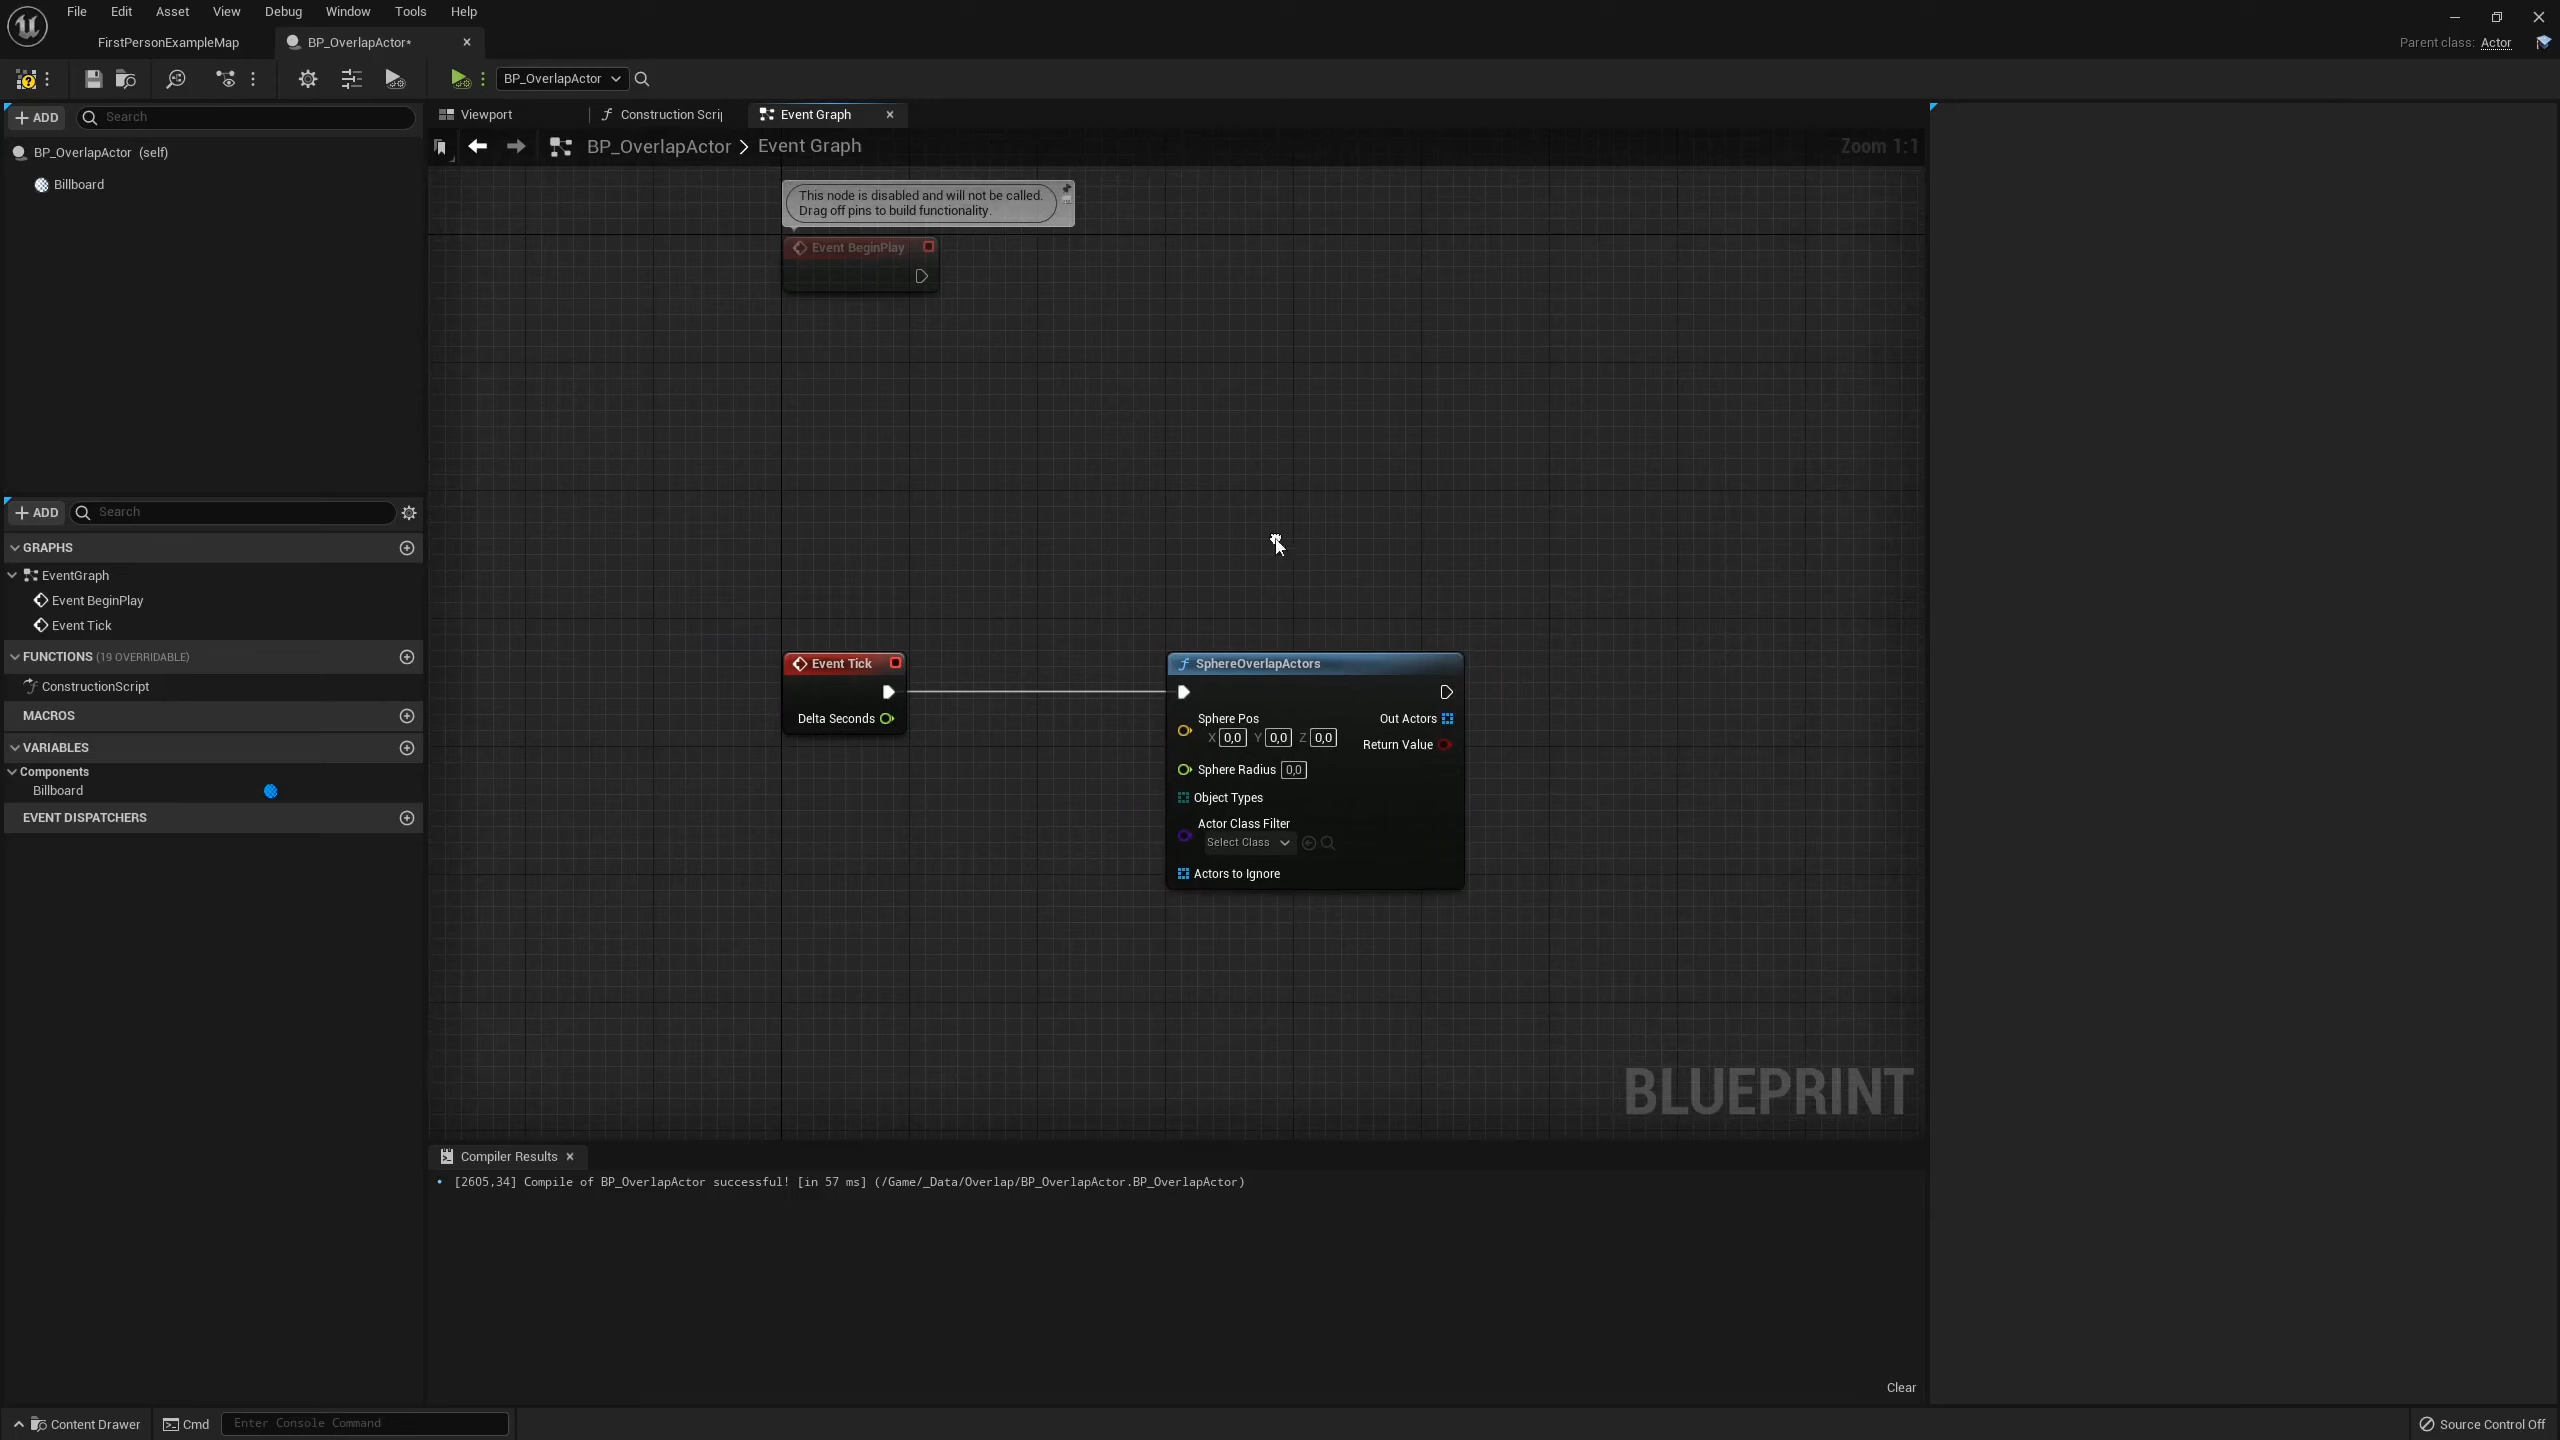 File Edit Asset View Debug Window Tools Help
FirstPersonExampleMap
BP_OverlapActor*
Parent class: Actor
BP_OverlapActor
ADD
Search
BP_OverlapActor (self)
Billboard
Viewport
Construction Scri
Event Graph
BP_OverlapActor > Event Graph
Zoom 1:1
This node is disabled and will not be called.
Drag off pins to build functionality.
Event BeginPlay
ADD
Search
GRAPHS
EventGraph
Event BeginPlay
Event Tick
FUNCTIONS (19 OVERRIDABLE)
ConstructionScript
MACROS
VARIABLES
Components
Billboard
EVENT DISPATCHERS
Event Tick
Delta Seconds
SphereOverlapActors
Sphere Pos
X 0,0 Y 0,0 Z 0,0
Sphere Radius 0,0
Object Types
Actor Class Filter
Select Class
Actors to Ignore
Out Actors
Return Value
BLUEPRINT
Compiler Results
• [2605,34] Compile of BP_OverlapActor successful! [in 57 ms] (/Game/_Data/Overlap/BP_OverlapActor.BP_OverlapActor)
Clear
Content Drawer
Cmd
Enter Console Command
Source Control Off